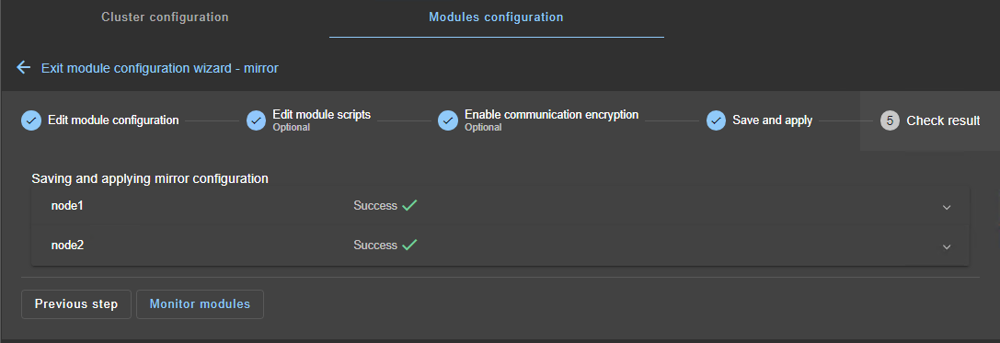 Cluster configuration
Modules configuration
Exit module configuration wizard - mirror
Edit module configuration
Edit module scripts
Optional
Enable communication encryption
Optional
Save and apply
5 Check result
Saving and applying mirror configuration
node1 Success
node2 Success
Previous step
Monitor modules